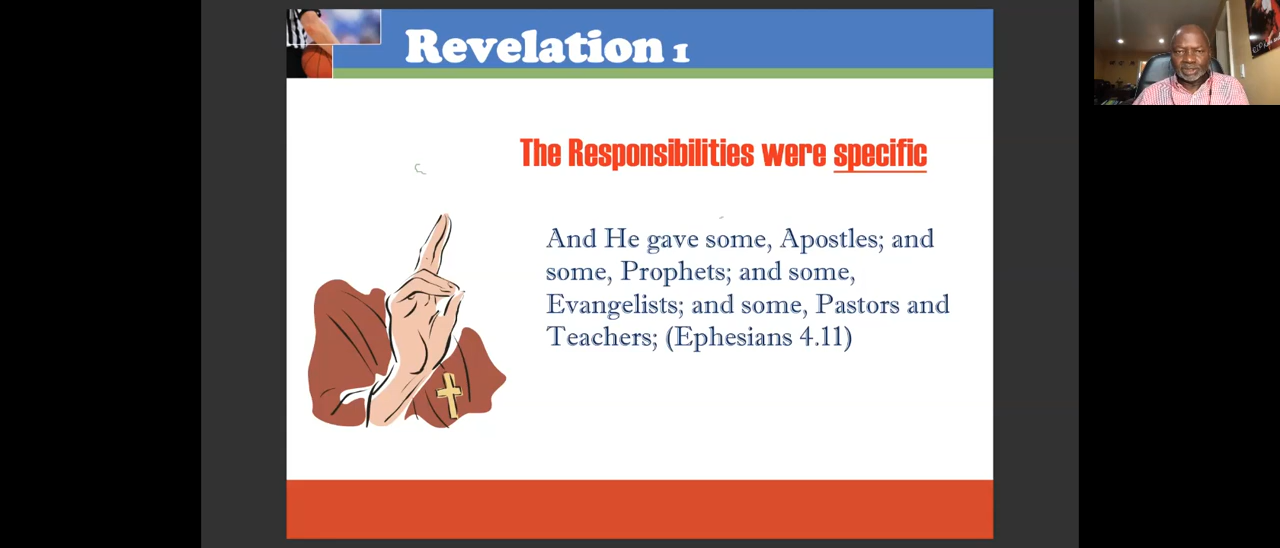 Revelation 1
The Responsibilities were specific
And He gave some, Apostles; and
some, Prophets; and some,
Evangelists; and some, Pastors and
Teachers; (Ephesians 4.11)